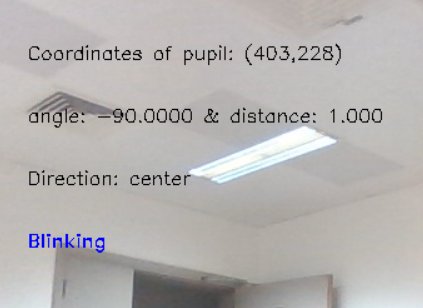 Coordinates of pupil: (403,228)
angle: -90.0000 & distance: 1.000
Direction: center
Blinking